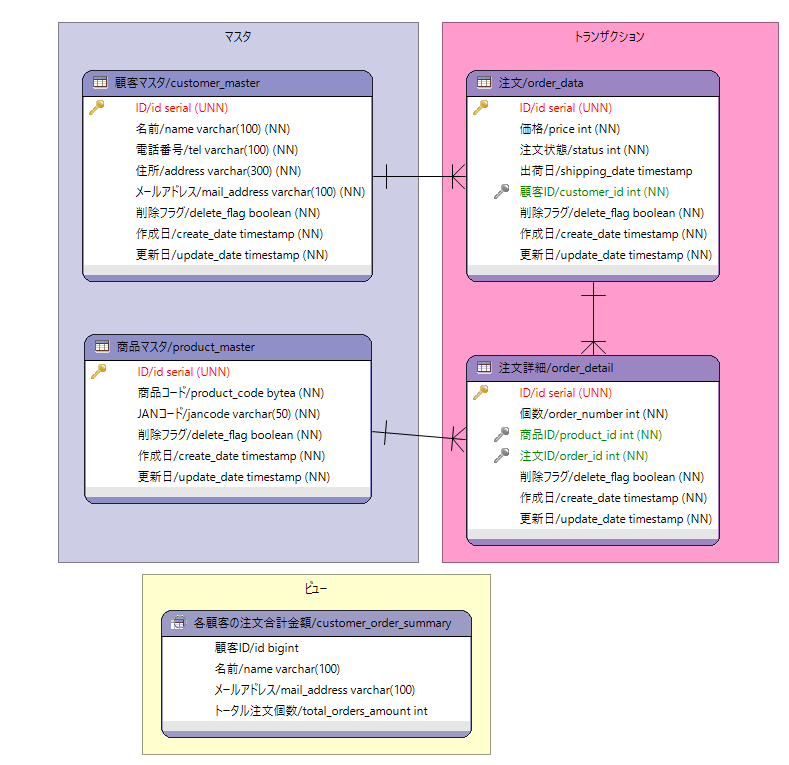 マスタ
顧客マスタ/customer_master
ID/id serial (UNN)
名前/name varchar(100) (NN)
電話番号/tel varchar(100) (NN)
住所/address varchar(300) (NN)
メールアドレス/mail_address varchar(100) (NN)
削除フラグ/delete_flag boolean (NN)
作成日/create_date timestamp (NN)
更新日/update_date timestamp (NN)
商品マスタ/product_master
ID/id serial (UNN)
商品コード/product_code bytea (NN)
JANコード/jancode varchar(50) (NN)
削除フラグ/delete_flag boolean (NN)
作成日/create_date timestamp (NN)
更新日/update_date timestamp (NN)
トランザクション
注文/order_data
ID/id serial (UNN)
価格/price int (NN)
注文状態/status int (NN)
出荷日/shipping_date timestamp
顧客ID/customer_id int (NN)
削除フラグ/delete_flag boolean (NN)
作成日/create_date timestamp (NN)
更新日/update_date timestamp (NN)
注文詳細/order_detail
ID/id serial (UNN)
個数/order_number int (NN)
商品ID/product_id int (NN)
注文ID/order_id int (NN)
削除フラグ/delete_flag boolean (NN)
作成日/create_date timestamp (NN)
更新日/update_date timestamp (NN)
ビュー
各顧客の注文合計金額/customer_order_summary
顧客ID/id bigint
名前/name varchar(100)
メールアドレス/mail_address varchar(100)
トータル注文個数/total_orders_amount int